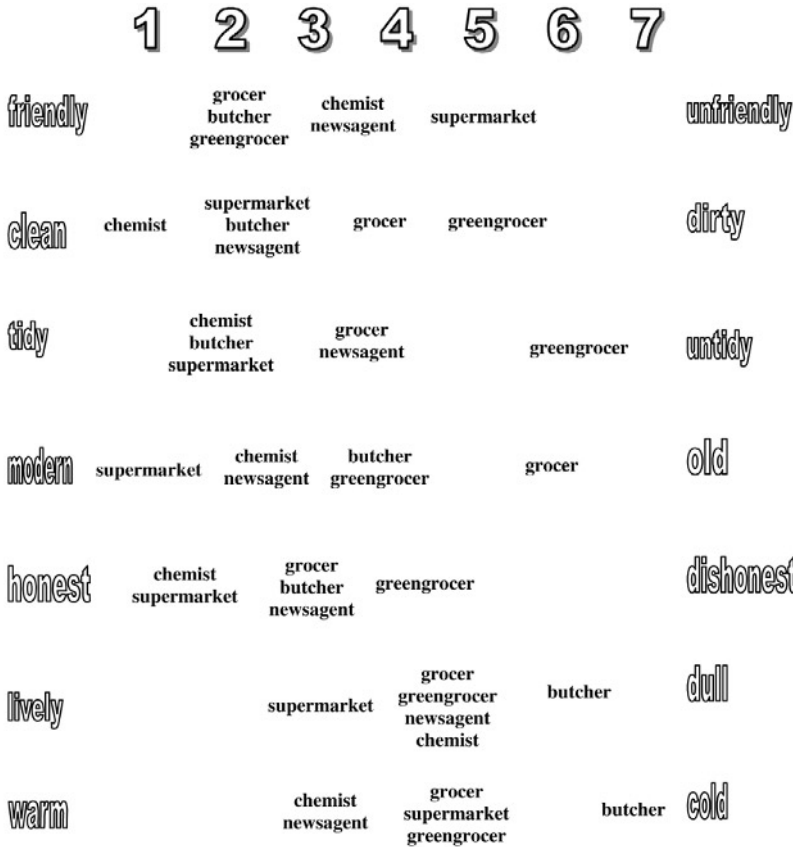 1 2 3 4 5 6 7
friendly
grocer
butcher
greengrocer
chemist
newsagent
supermarket
unfriendly
clean
chemist
supermarket
butcher
newsagent
grocer
greengrocer
dirty
tidy
chemist
butcher
supermarket
grocer
newsagent
greengrocer
untidy
modern
supermarket
chemist
newsagent
butcher
greengrocer
grocer
old
honest
chemist
supermarket
grocer
butcher
newsagent
greengrocer
dishonest
lively
supermarket
grocer
greengrocer
newsagent
chemist
butcher
dull
warm
chemist
newsagent
grocer
supermarket
greengrocer
butcher
cold